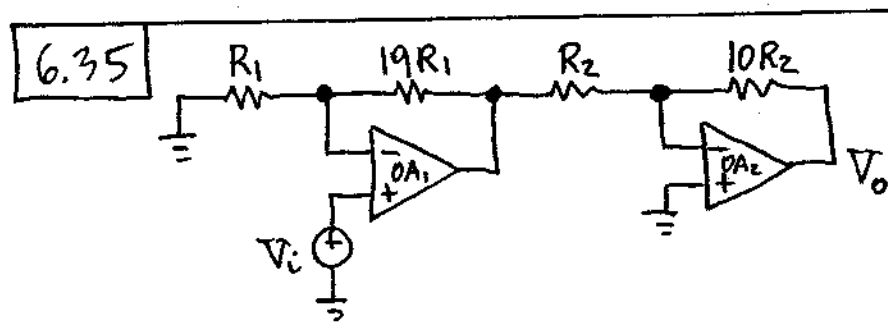 6.35
R₁ 19R₁ R₂ 10R₂
− OA₁ + − OA₂ +
Vᵢ + Vₒ